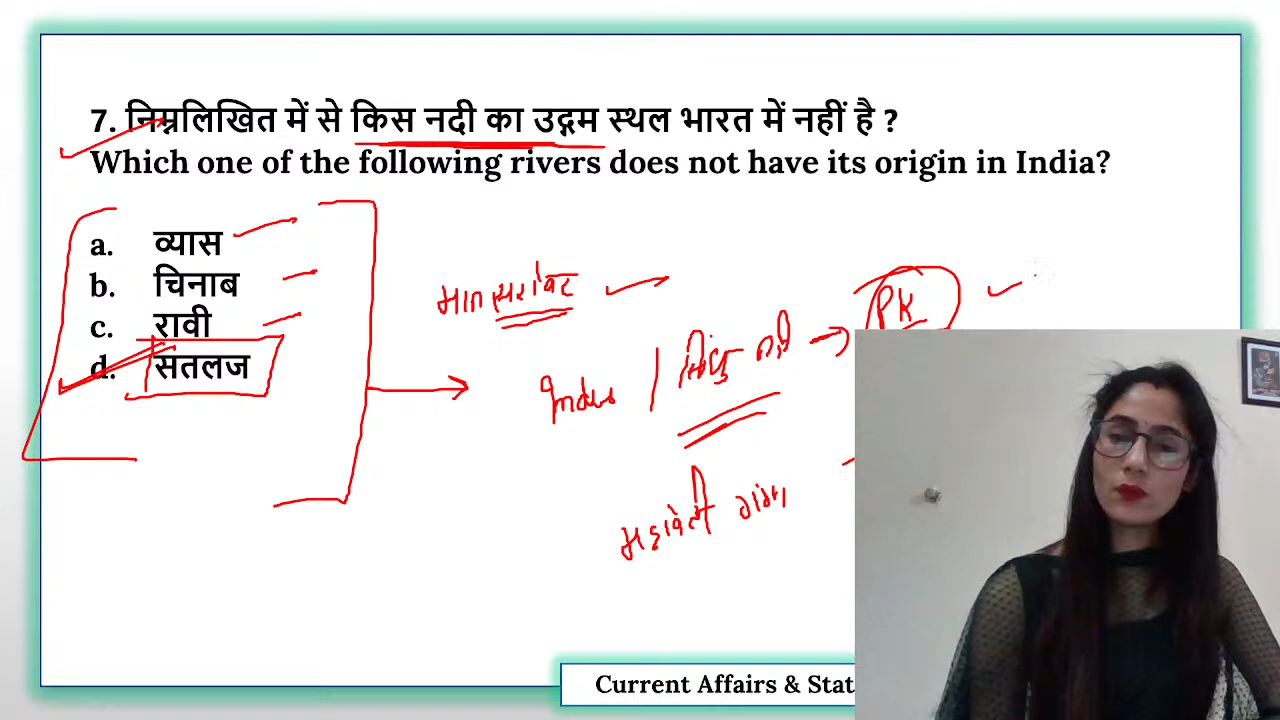 7. निम्नलिखित में से किस नदी का उद्गम स्थल भारत में नहीं है ?
Which one of the following rivers does not have its origin in India?
a. व्यास
b. चिनाब
c. रावी
d. सतलज
मानसरोवर
PK
Indus / सिंधु नदी
Current Affairs & Stat